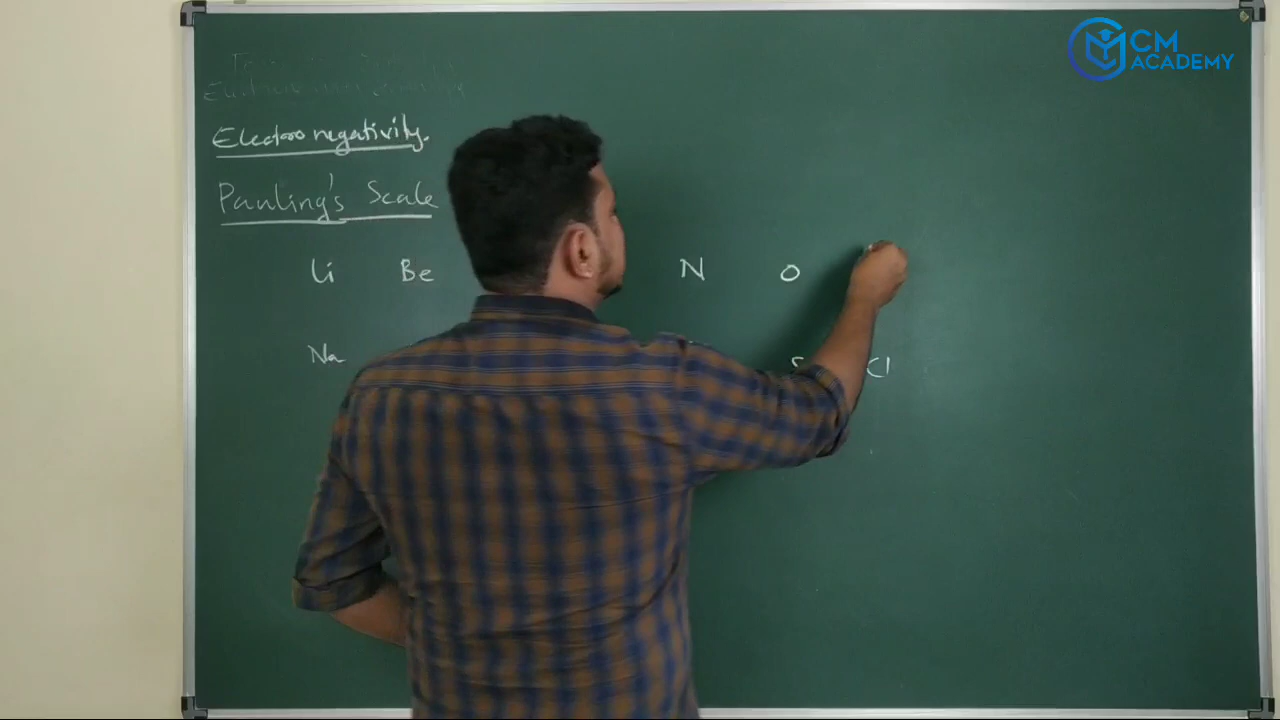 CM
ACADEMY
Electronegativity.
Pauling's Scale
Li Be N O
Na S Cl